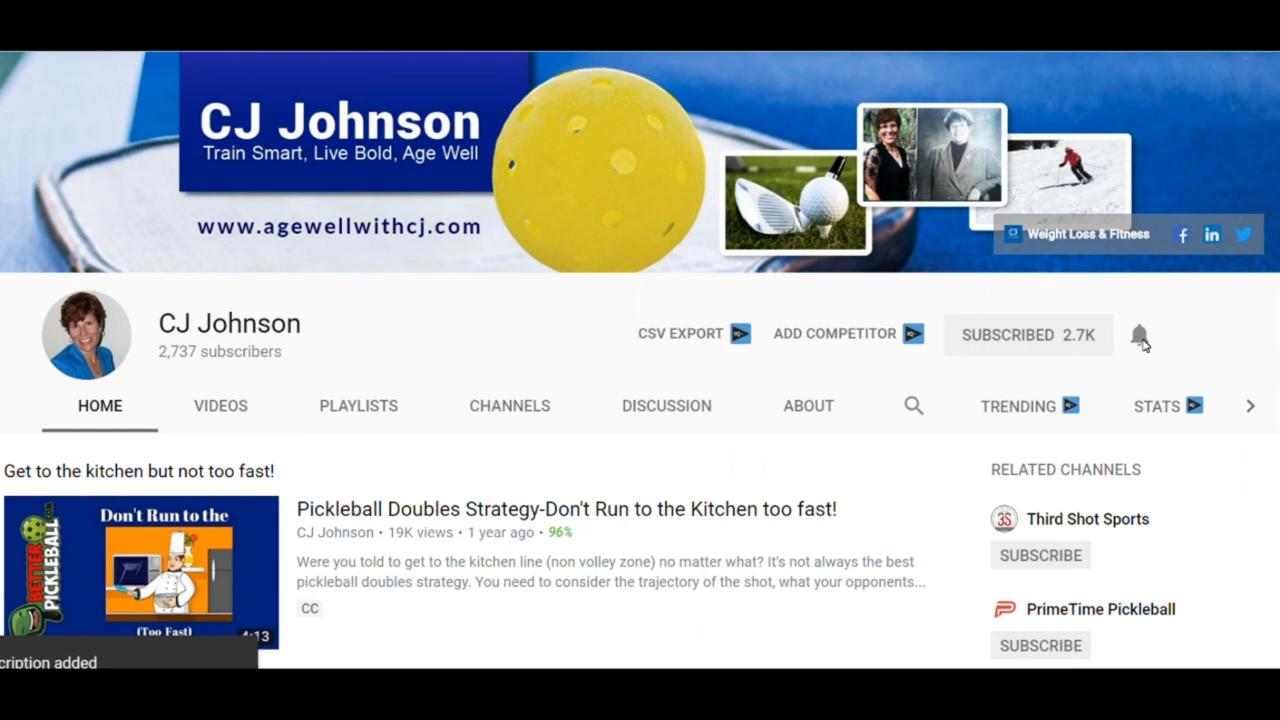 CJ Johnson
Train Smart, Live Bold, Age Well
www.agewellwithcj.com
Weight Loss & Fitness
CJ Johnson
2,737 subscribers
CSV EXPORT
ADD COMPETITOR
SUBSCRIBED 2.7K
HOME
VIDEOS
PLAYLISTS
CHANNELS
DISCUSSION
ABOUT
TRENDING
STATS
Get to the kitchen but not too fast!
RELATED CHANNELS
Don't Run to the
BETTER
PICKLEBALL
(Too Fast)
4:13
Pickleball Doubles Strategy-Don't Run to the Kitchen too fast!
CJ Johnson • 19K views • 1 year ago • 96%
Were you told to get to the kitchen line (non volley zone) no matter what? It's not always the best
pickleball doubles strategy. You need to consider the trajectory of the shot, what your opponents...
CC
3S
Third Shot Sports
SUBSCRIBE
PrimeTime Pickleball
SUBSCRIBE
cription added